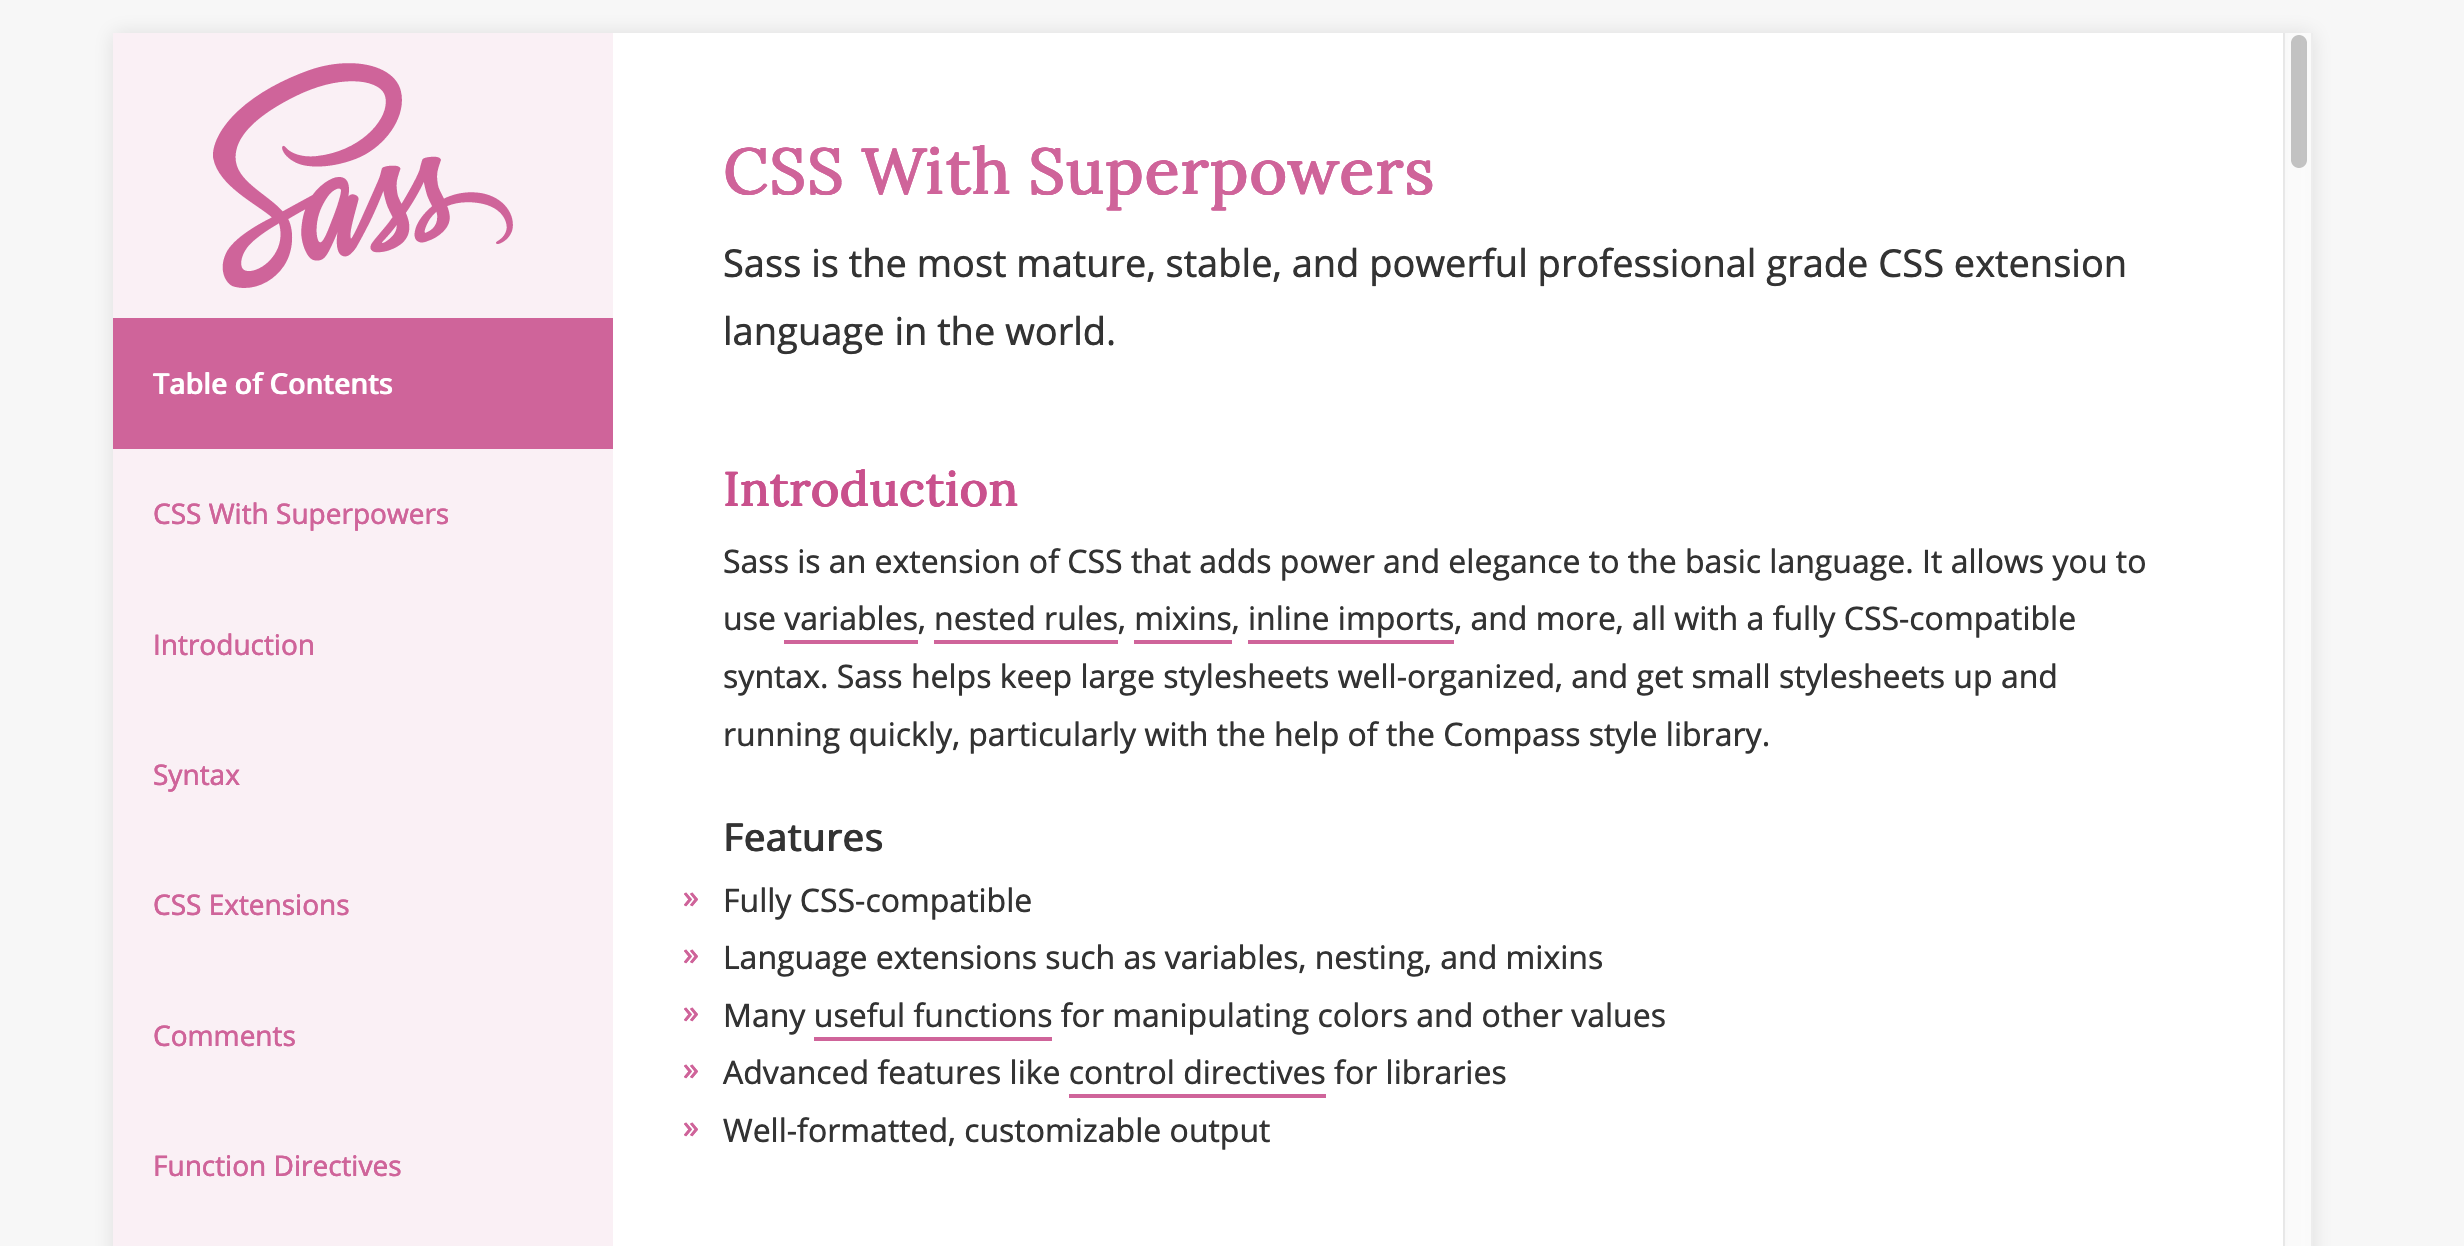 Sass
Table of Contents
CSS With Superpowers
Introduction
Syntax
CSS Extensions
Comments
Function Directives
CSS With Superpowers
Sass is the most mature, stable, and powerful professional grade CSS extension
language in the world.
Introduction
Sass is an extension of CSS that adds power and elegance to the basic language. It allows you to
use variables, nested rules, mixins, inline imports, and more, all with a fully CSS-compatible
syntax. Sass helps keep large stylesheets well-organized, and get small stylesheets up and
running quickly, particularly with the help of the Compass style library.
Features
» Fully CSS-compatible
» Language extensions such as variables, nesting, and mixins
» Many useful functions for manipulating colors and other values
» Advanced features like control directives for libraries
» Well-formatted, customizable output